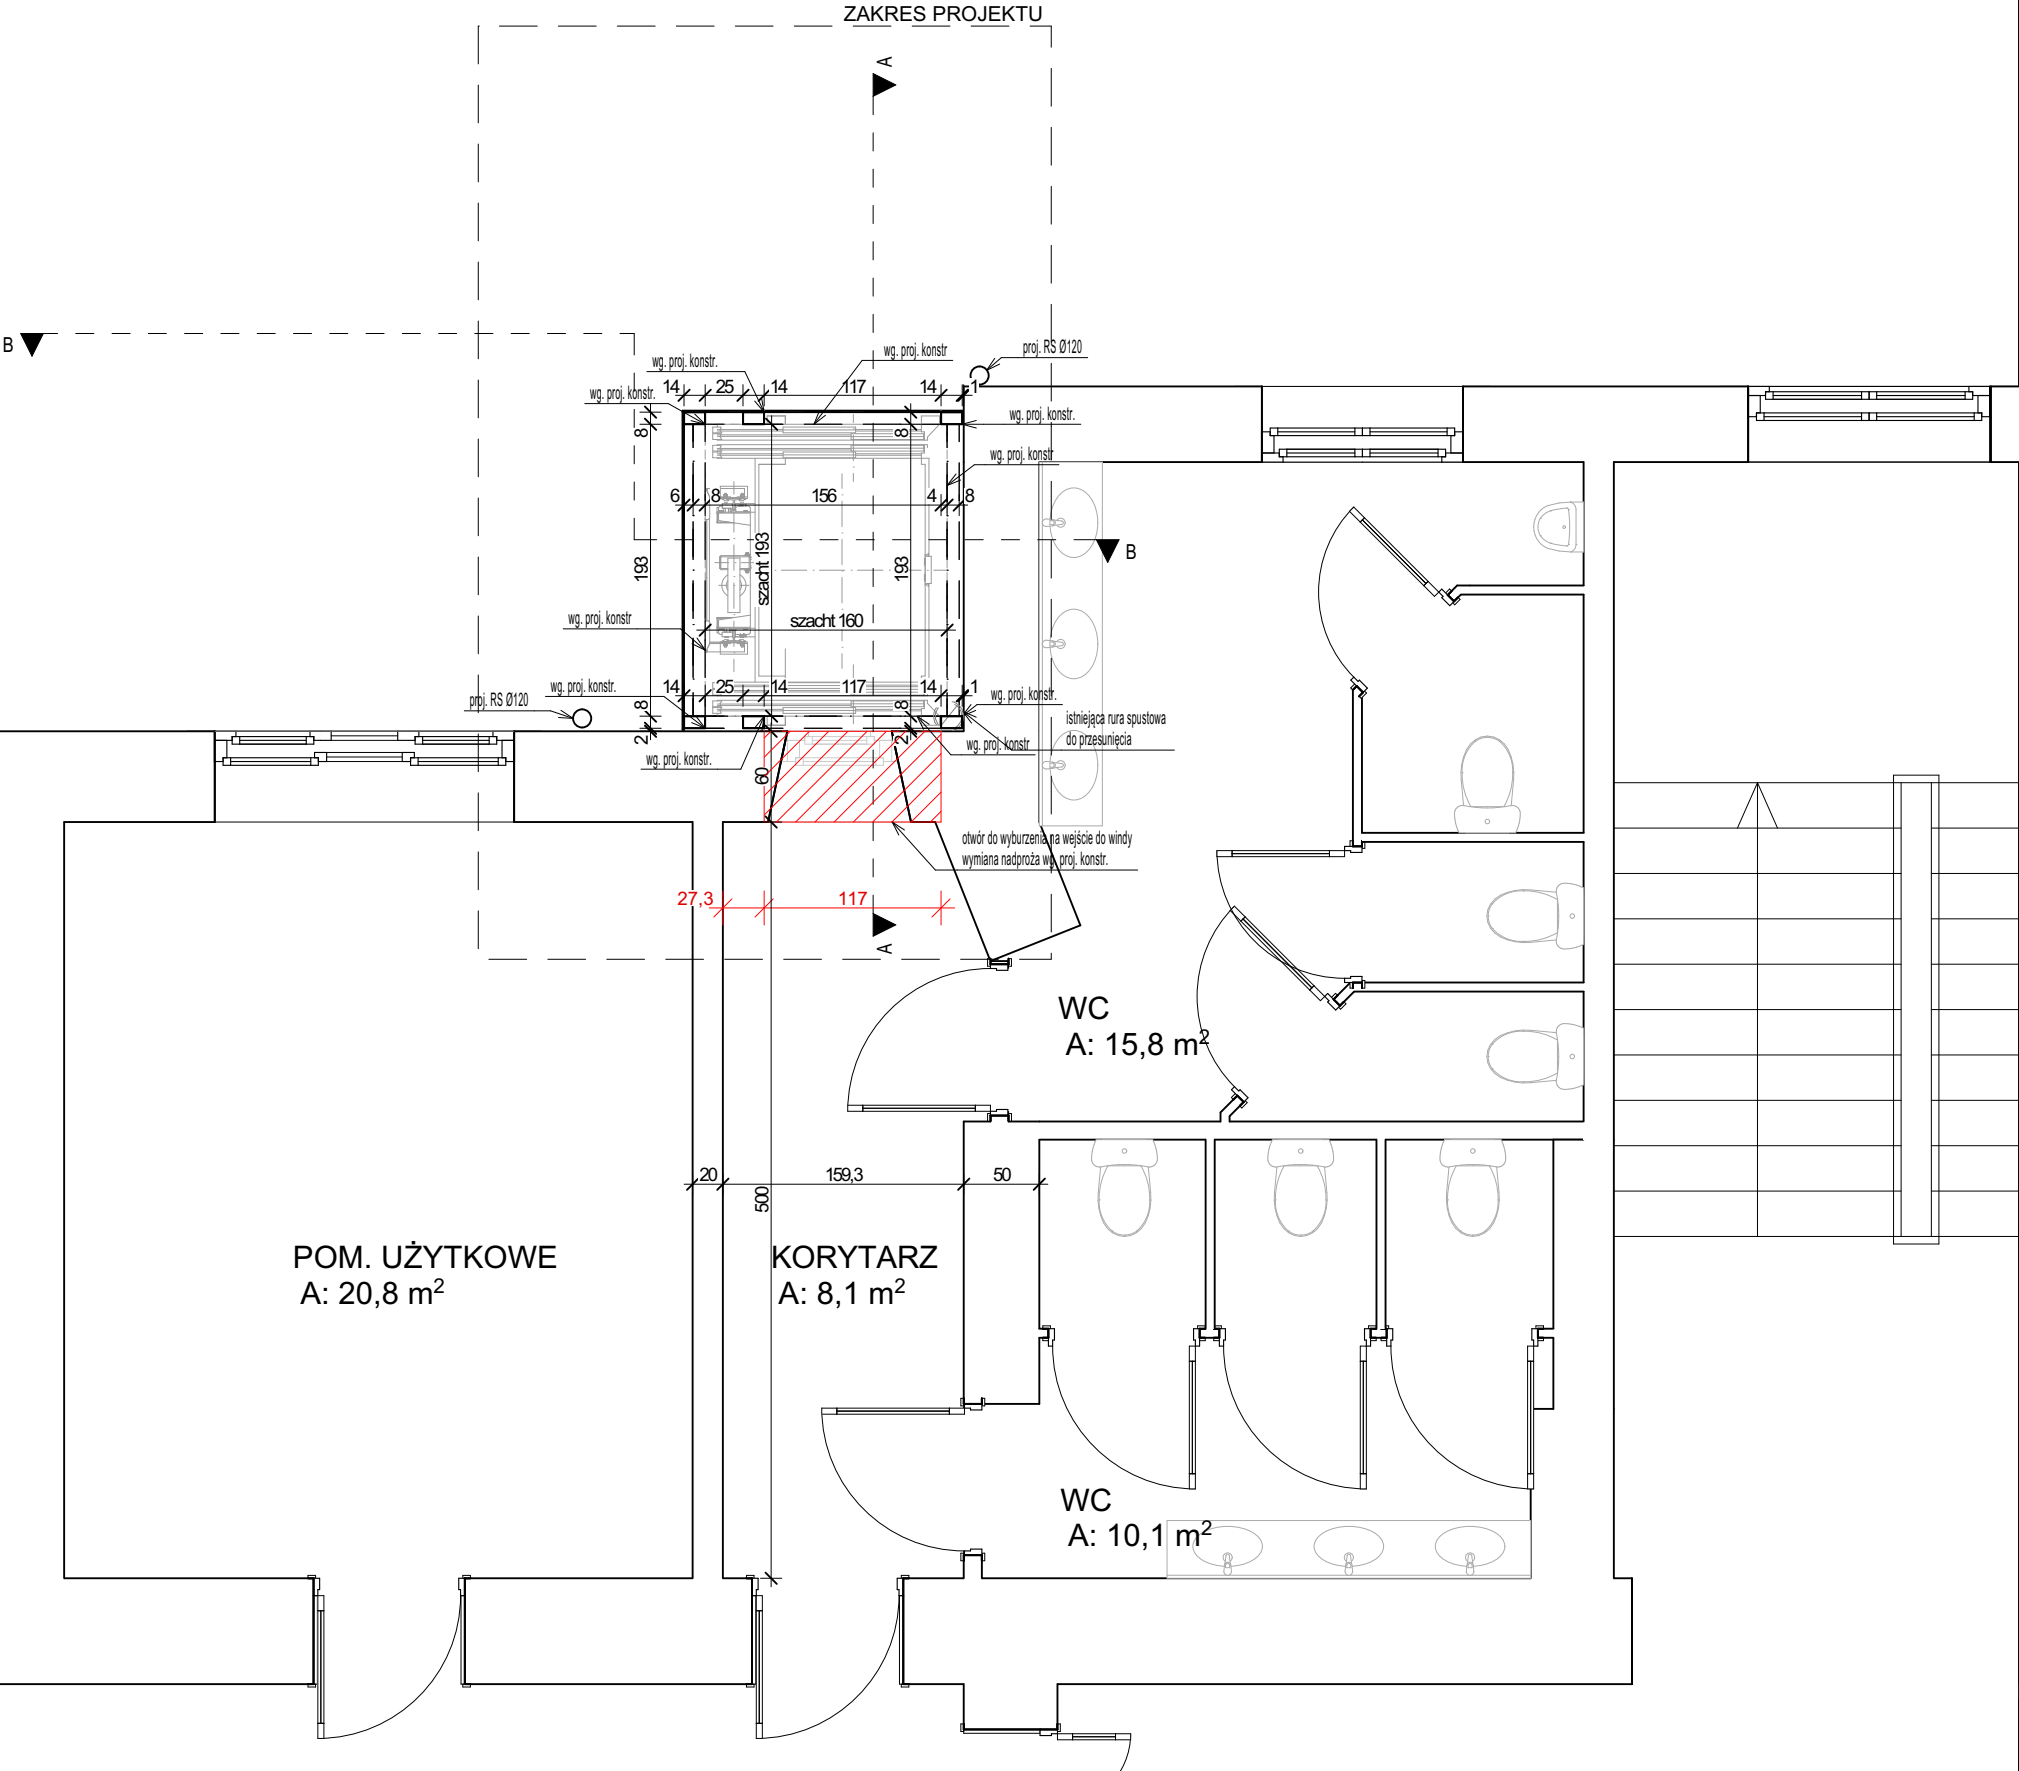 ZAKRES PROJEKTU
A
B
wg. proj. konstr.
wg. proj. konstr
proj. RS Ø120
14 25 14 117 14 1
wg. proj. konstr.
wg. proj. konstr.
8
8
wg. proj. konstr
6 8 156 4 8
B
193
szacht 193
193
wg. proj. konstr
szacht 160
wg. proj. konstr.
14 25 14 117 14 1
wg. proj. konstr.
proj. RS Ø120
8
8
istniejąca rura spustowa
do przesunięcia
2
2
wg. proj. konstr
wg. proj. konstr.
60
otwór do wyburzenia na wejście do windy
wymiana nadproża wg. proj. konstr.
27,3 117
A
WC
A: 15,8 m²
20 159,3 50
500
POM. UŻYTKOWE
A: 20,8 m²
KORYTARZ
A: 8,1 m²
WC
A: 10,1 m²